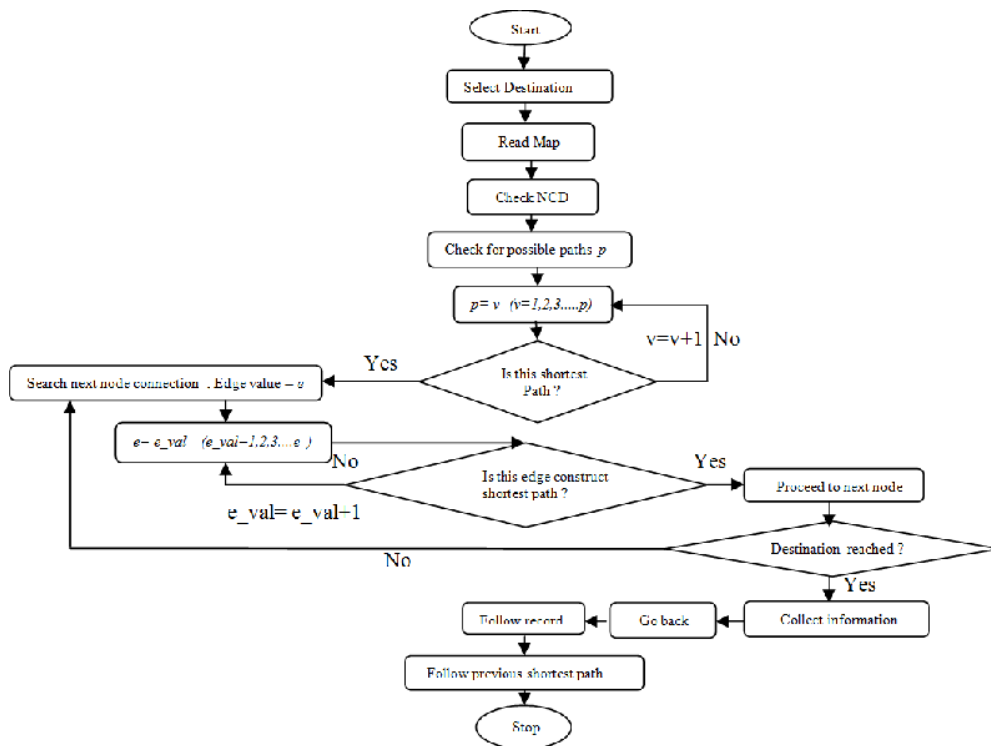 Start
Select Destination
Read Map
Check NCD
Check for possible paths p
p= v (v=1,2,3.....p)
v=v+1 No
Yes
Is this shortest
Path ?
Search next node connection . Edge value = e
e= e_val (e_val=1,2,3....e )
No
Yes
Is this edge construct
shortest path ?
Proceed to next node
e_val= e_val+1
Destination reached ?
No
Yes
Collect information
Go back
Follow record
Follow previous shortest path
Stop